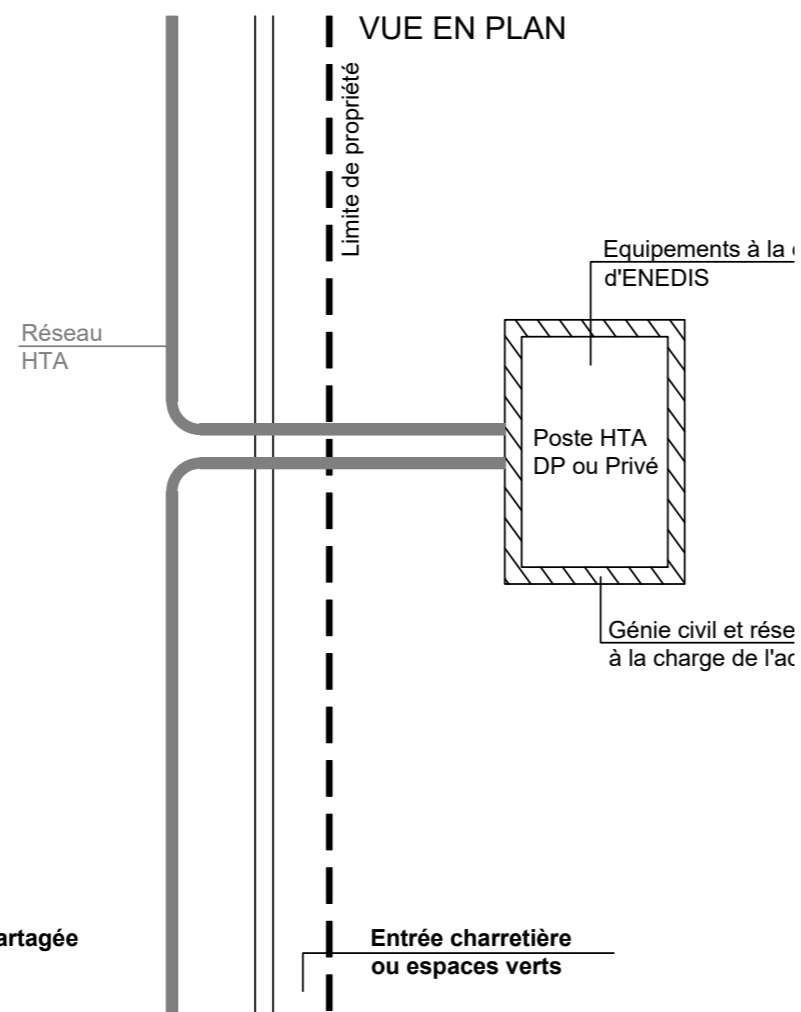 VUE EN PLAN
Limite de propriété
Equipements à la
d'ENEDIS
Réseau
HTA
Poste HTA
DP ou Privé
Génie civil et rése
à la charge de l'ac
artagée
Entrée charretière
ou espaces verts